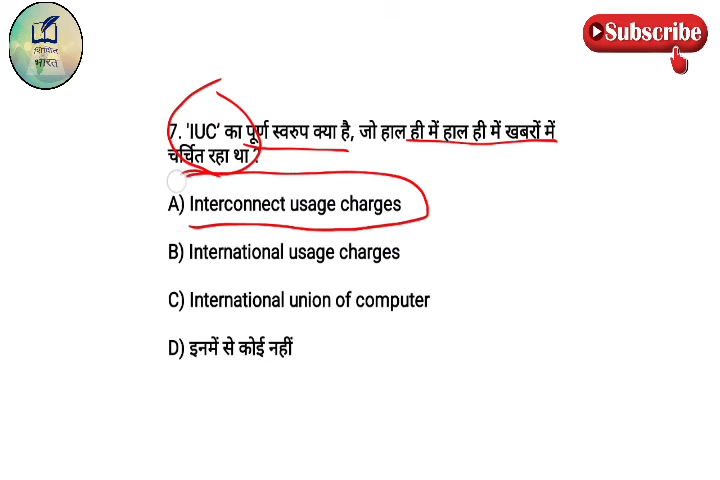 भारत
Subscribe
7. 'IUC' का पूर्ण स्वरुप क्या है, जो हाल ही में हाल ही में खबरों में
चर्चित रहा था ?
A) Interconnect usage charges
B) International usage charges
C) International union of computer
D) इनमें से कोई नहीं